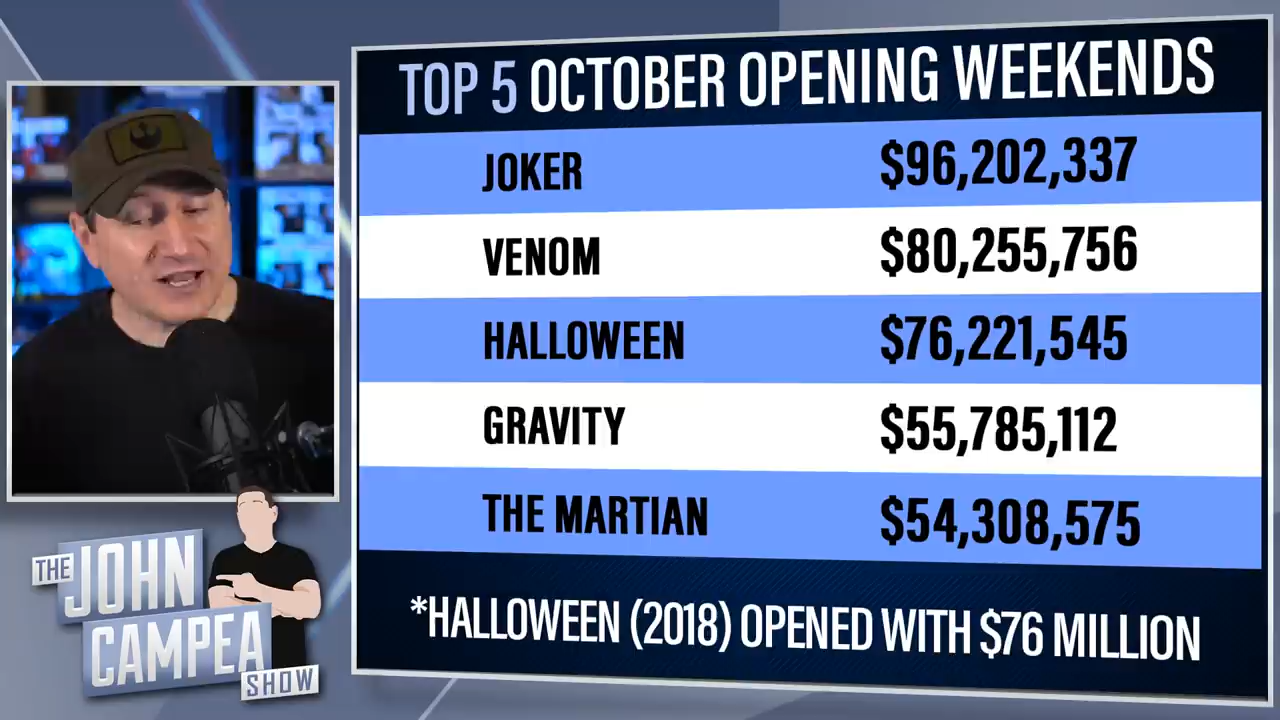 TOP 5 OCTOBER OPENING WEEKENDS
JOKER $96,202,337
VENOM $80,255,756
HALLOWEEN $76,221,545
GRAVITY $55,785,112
THE MARTIAN $54,308,575
*HALLOWEEN (2018) OPENED WITH $76 MILLION
THE JOHN
CAMPEA
SHOW